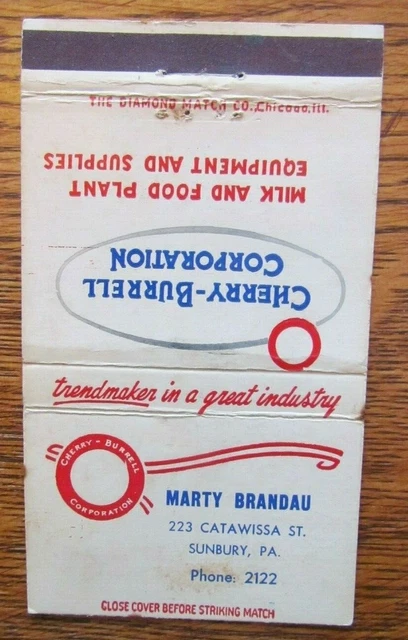 THE DIAMOND MATCH CO., Chicago, Ill.
MILK AND FOOD PLANT
EQUIPMENT AND SUPPLIES
CHERRY-BURRELL
CORPORATION
trendmaker in a great industry
CHERRY-BURRELL
CORPORATION
MARTY BRANDAU
223 CATAWISSA ST.
SUNBURY, PA.
Phone: 2122
CLOSE COVER BEFORE STRIKING MATCH